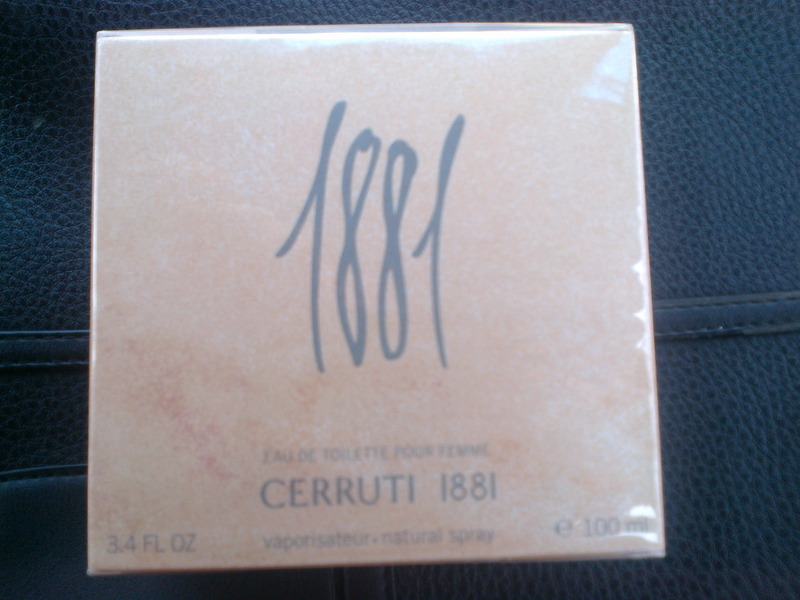 1881
EAU DE TOILETTE POUR FEMME
CERRUTI 1881
3.4 FL OZ vaporisateur. natural spray ℮ 100 ml